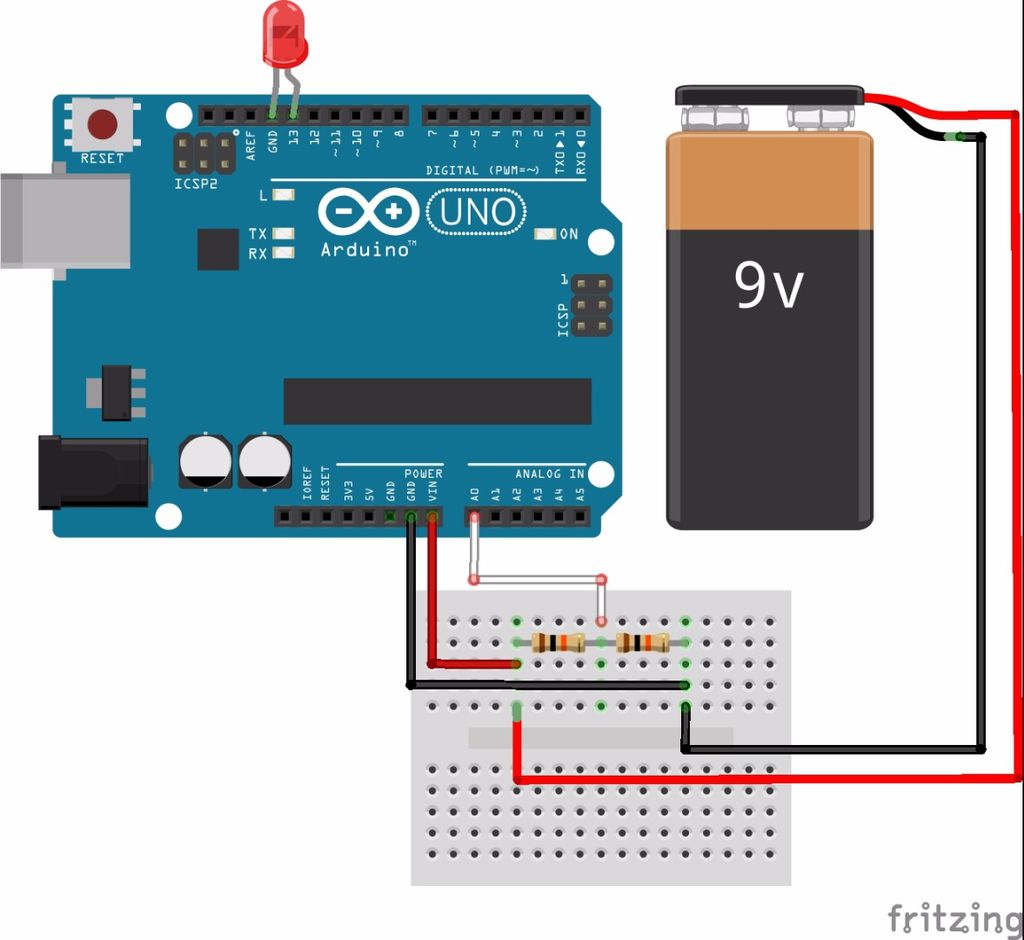 RESET
ICSP2
AREF
GND
13
12
~11
~10
~9
8
7
~6
~5
4
~3
2
TXO▶1
RXO◀0
DIGITAL (PWM=~)
L
TX
RX
Arduino™
UNO
ON
1
ICSP
9v
IOREF
RESET
3V3
5V
GND
GND
VIN
POWER
ANALOG IN
A0
A1
A2
A3
A4
A5
fritzing